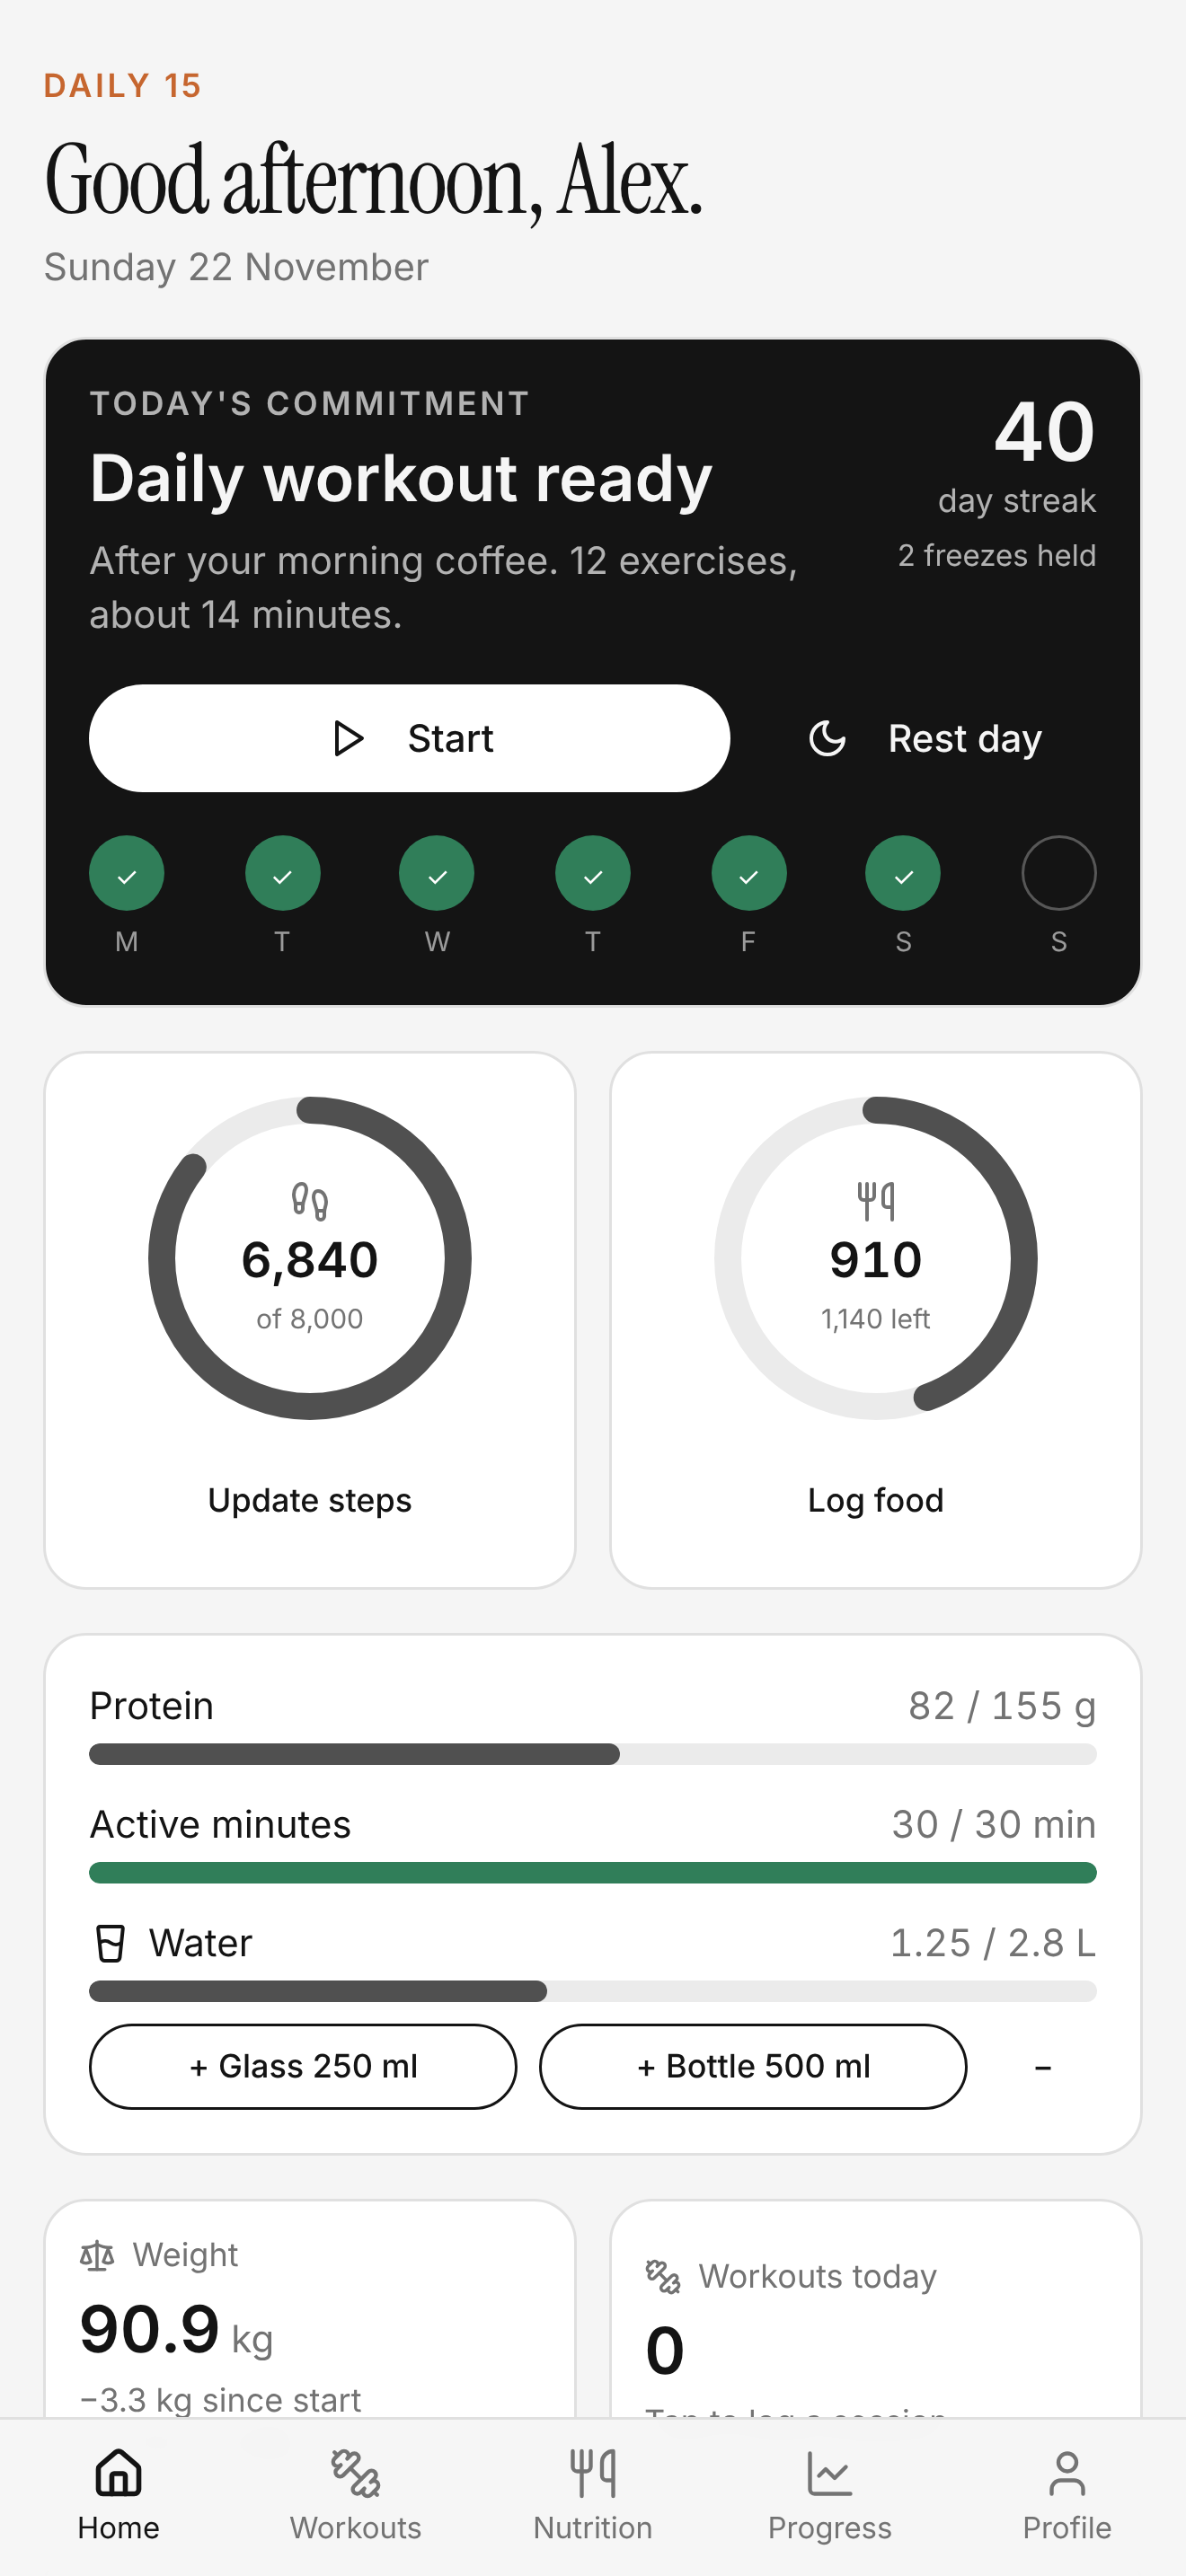 DAILY 15
Good afternoon, Alex.
Sunday 22 November
TODAY'S COMMITMENT
Daily workout ready
After your morning coffee. 12 exercises,
about 14 minutes.
40
day streak
2 freezes held
Start
Rest day
M T W T F S S
6,840
of 8,000
Update steps
910
1,140 left
Log food
Protein
82 / 155 g
Active minutes
30 / 30 min
Water
1.25 / 2.8 L
+ Glass 250 ml
+ Bottle 500 ml
−
Weight
90.9 kg
−3.3 kg since start
Workouts today
0
Tap to log a session
Home
Workouts
Nutrition
Progress
Profile